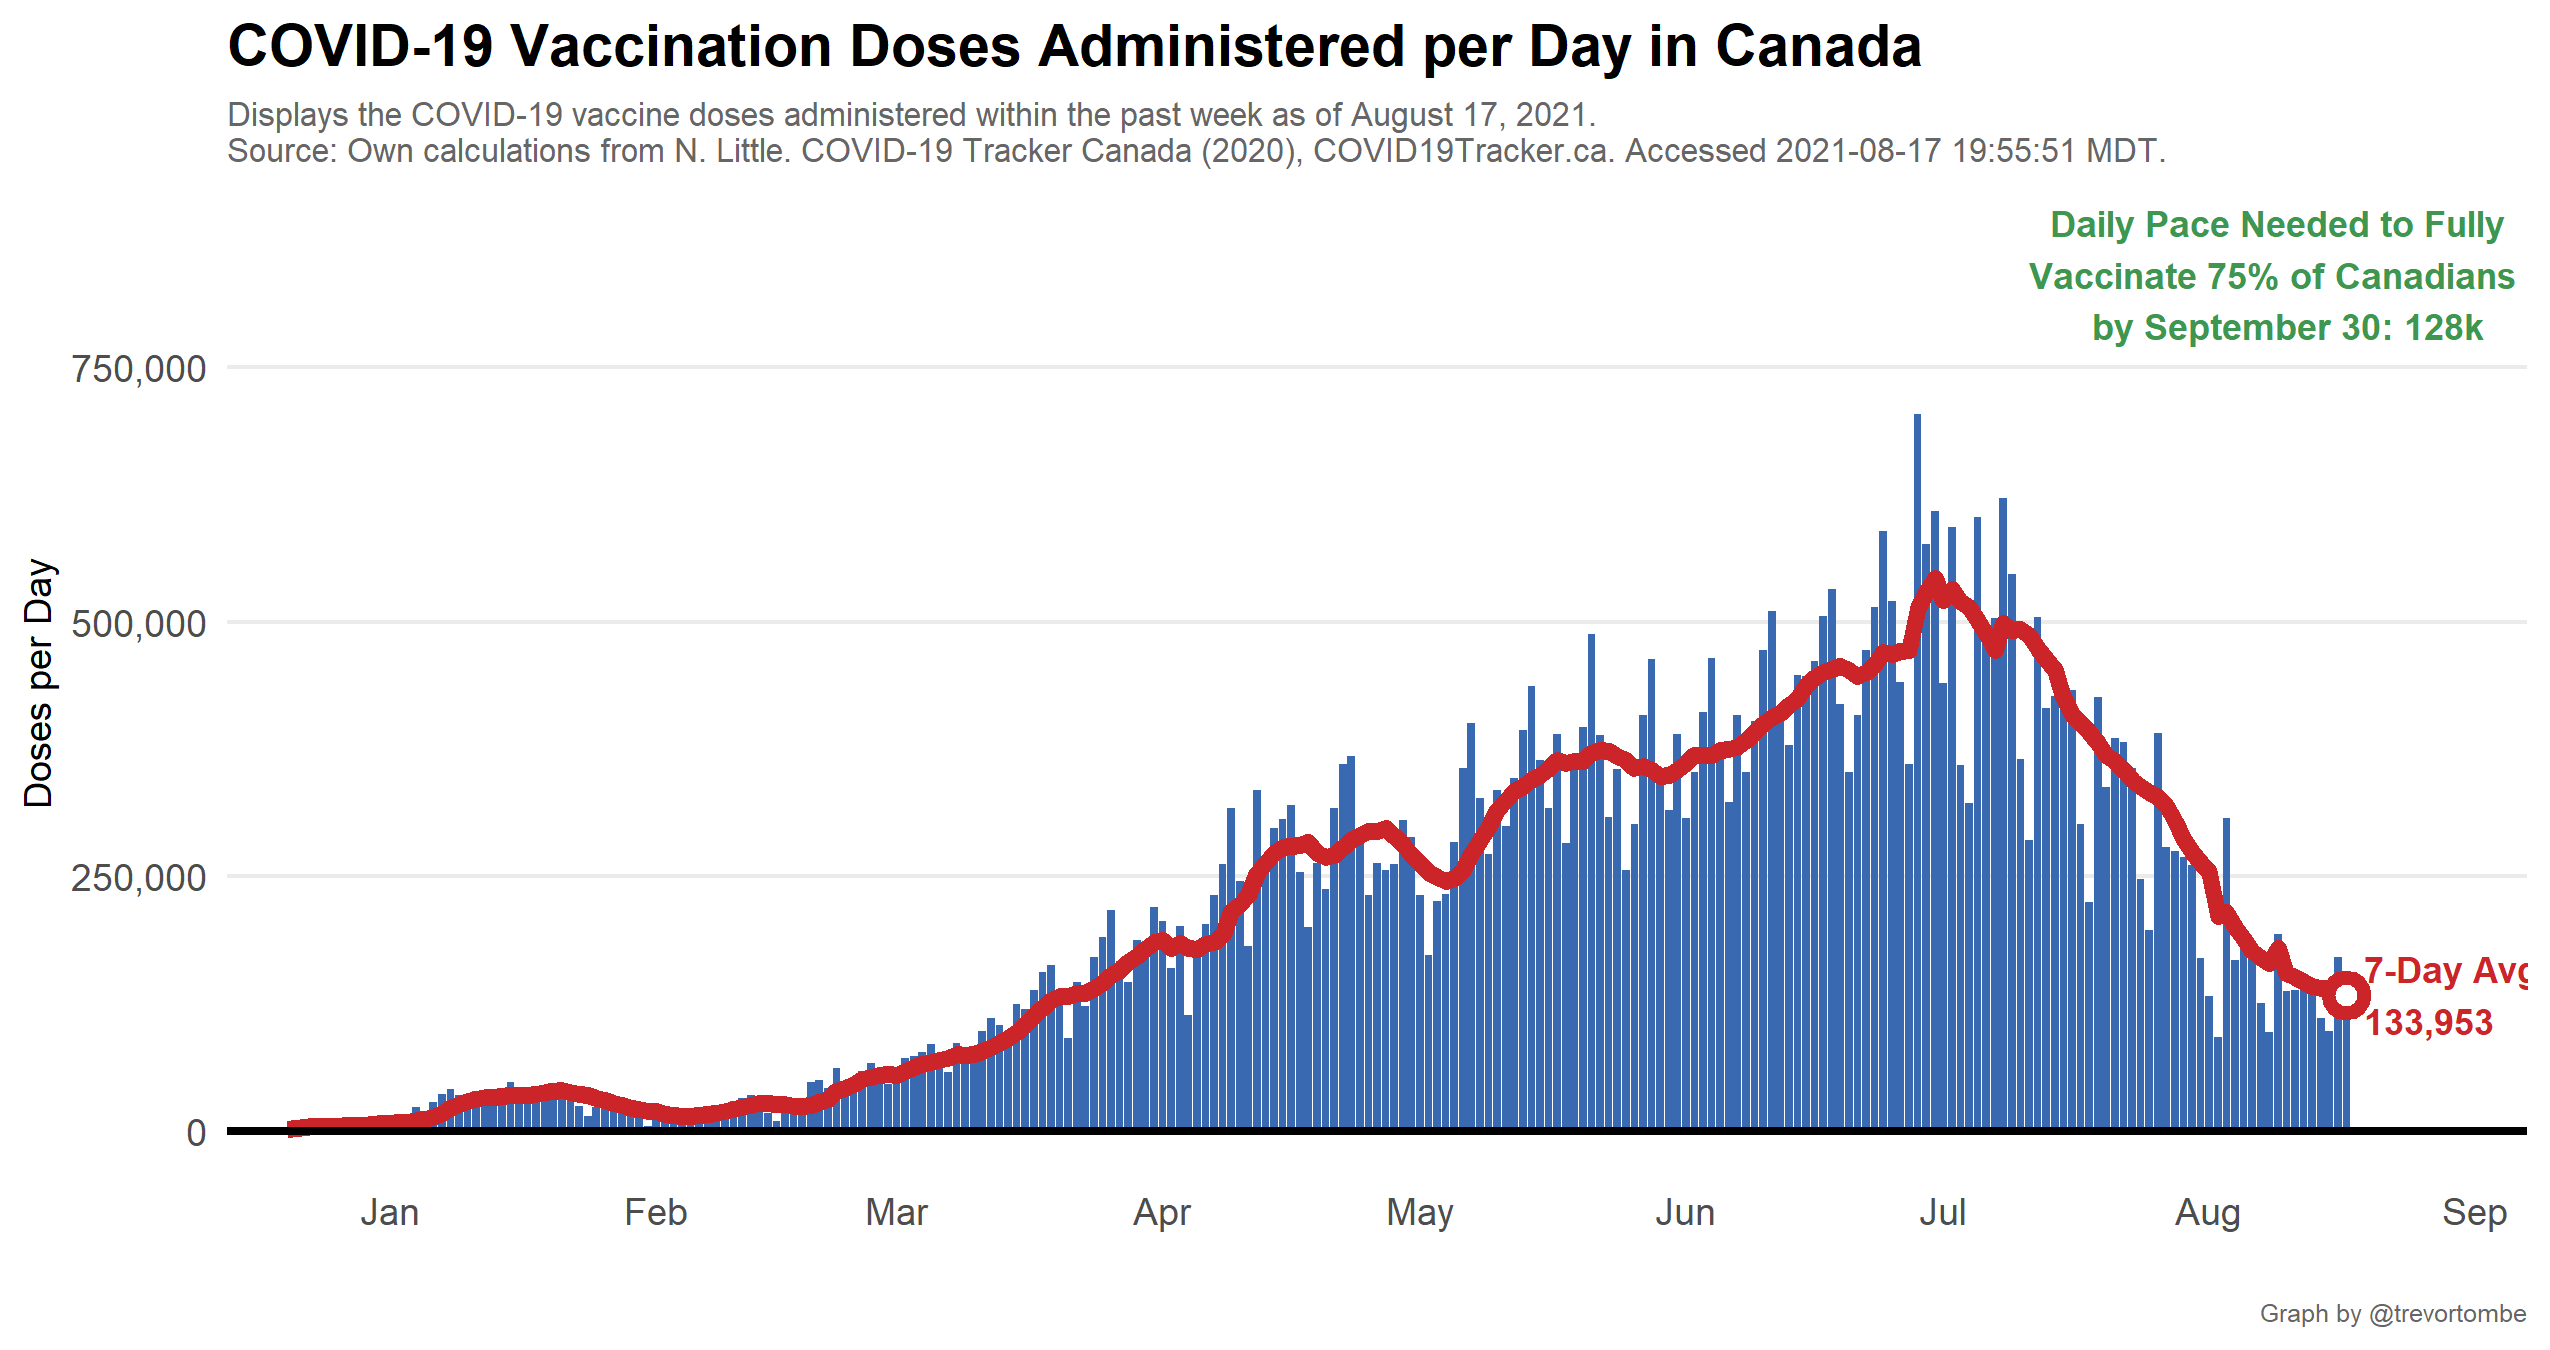 COVID-19 Vaccination Doses Administered per Day in Canada
Displays the COVID-19 vaccine doses administered within the past week as of August 17, 2021.
Source: Own calculations from N. Little. COVID-19 Tracker Canada (2020), COVID19Tracker.ca. Accessed 2021-08-17 19:55:51 MDT.
Daily Pace Needed to Fully
Vaccinate 75% of Canadians
by September 30: 128k
Doses per Day
750,000
500,000
250,000
0
7-Day Avg
133,953
Jan Feb Mar Apr May Jun Jul Aug Sep
Graph by @trevortombe